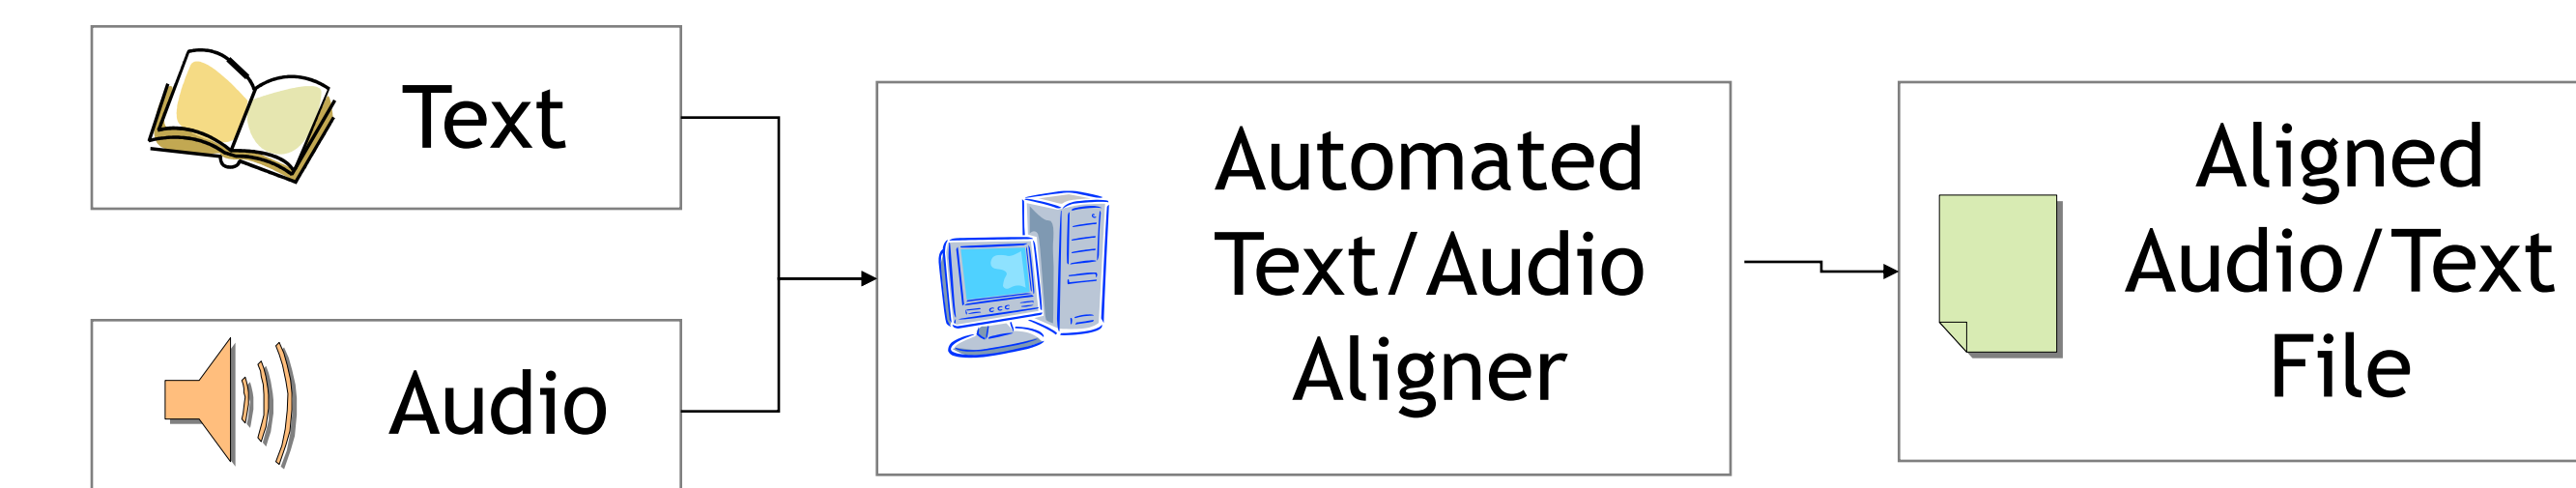 Text
Audio
Automated
Text/Audio
Aligner
Aligned
Audio/Text
File